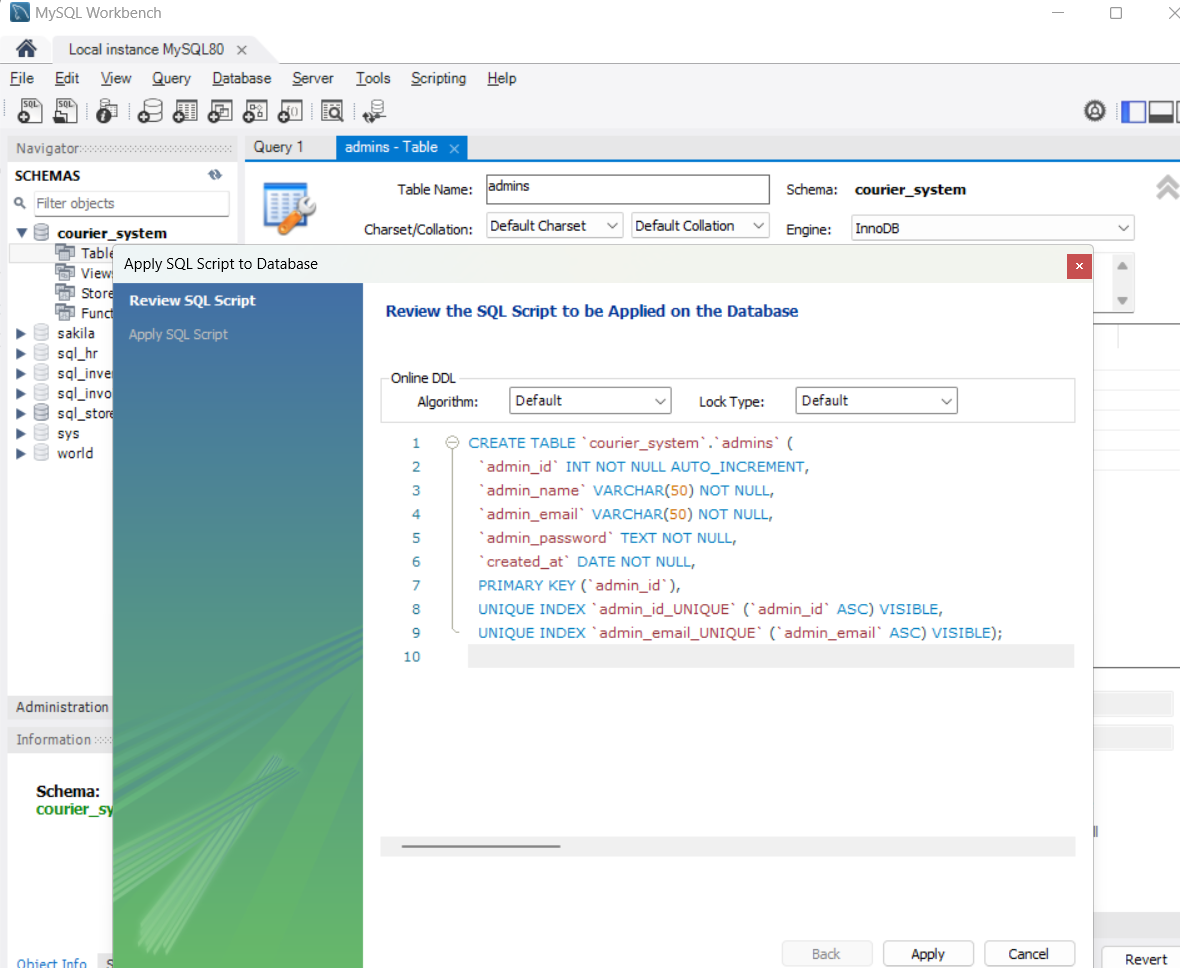 MySQL Workbench
Local instance MySQL80
File Edit View Query Database Server Tools Scripting Help
Navigator
Query 1
admins - Table
SCHEMAS
Filter objects
courier_system
Table
View
Store
Funct
sakila
sql_hr
sql_inve
sql_invo
sql_store
sys
world
Administration
Information
Schema:
courier_sy
Object Info
Table Name: admins
Schema: courier_system
Charset/Collation: Default Charset Default Collation
Engine: InnoDB
Apply SQL Script to Database
Review SQL Script
Apply SQL Script
Review the SQL Script to be Applied on the Database
Online DDL
Algorithm: Default
Lock Type: Default
1 CREATE TABLE `courier_system`.`admins` (
2 `admin_id` INT NOT NULL AUTO_INCREMENT,
3 `admin_name` VARCHAR(50) NOT NULL,
4 `admin_email` VARCHAR(50) NOT NULL,
5 `admin_password` TEXT NOT NULL,
6 `created_at` DATE NOT NULL,
7 PRIMARY KEY (`admin_id`),
8 UNIQUE INDEX `admin_id_UNIQUE` (`admin_id` ASC) VISIBLE,
9 UNIQUE INDEX `admin_email_UNIQUE` (`admin_email` ASC) VISIBLE);
10
Back
Apply
Cancel
Revert